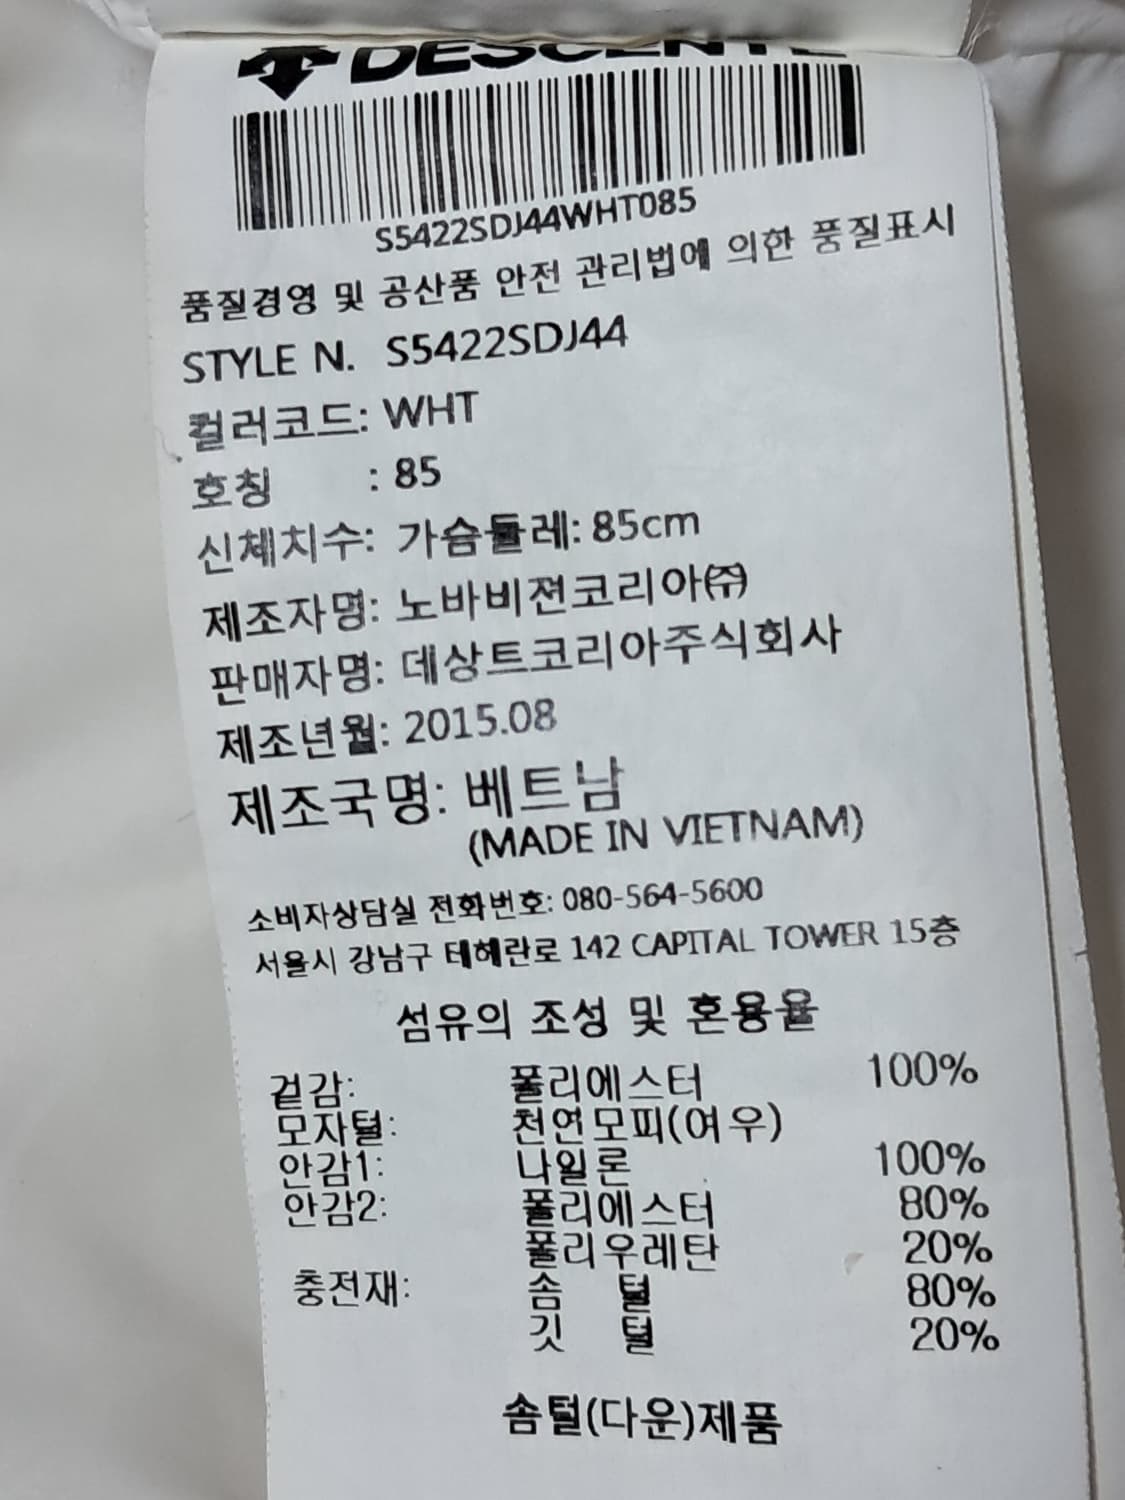 DESCENTE
S5422SDJ44WHT085
품질경영 및 공산품 안전 관리법에 의한 품질표시
STYLE N. S5422SDJ44
컬러코드: WHT
호칭 : 85
신체치수: 가슴둘레: 85cm
제조자명: 노바비젼코리아㈜
판매자명: 데상트코리아주식회사
제조년월: 2015.08
제조국명: 베트남
(MADE IN VIETNAM)
소비자상담실 전화번호: 080-564-5600
서울시 강남구 테헤란로 142 CAPITAL TOWER 15층
섬유의 조성 및 혼용율
겉감: 폴리에스터 100%
모자털: 천연모피(여우)
안감1: 나일론 100%
안감2: 폴리에스터 80%
폴리우레탄 20%
충전재: 솜 털 80%
깃 털 20%
솜털(다운)제품